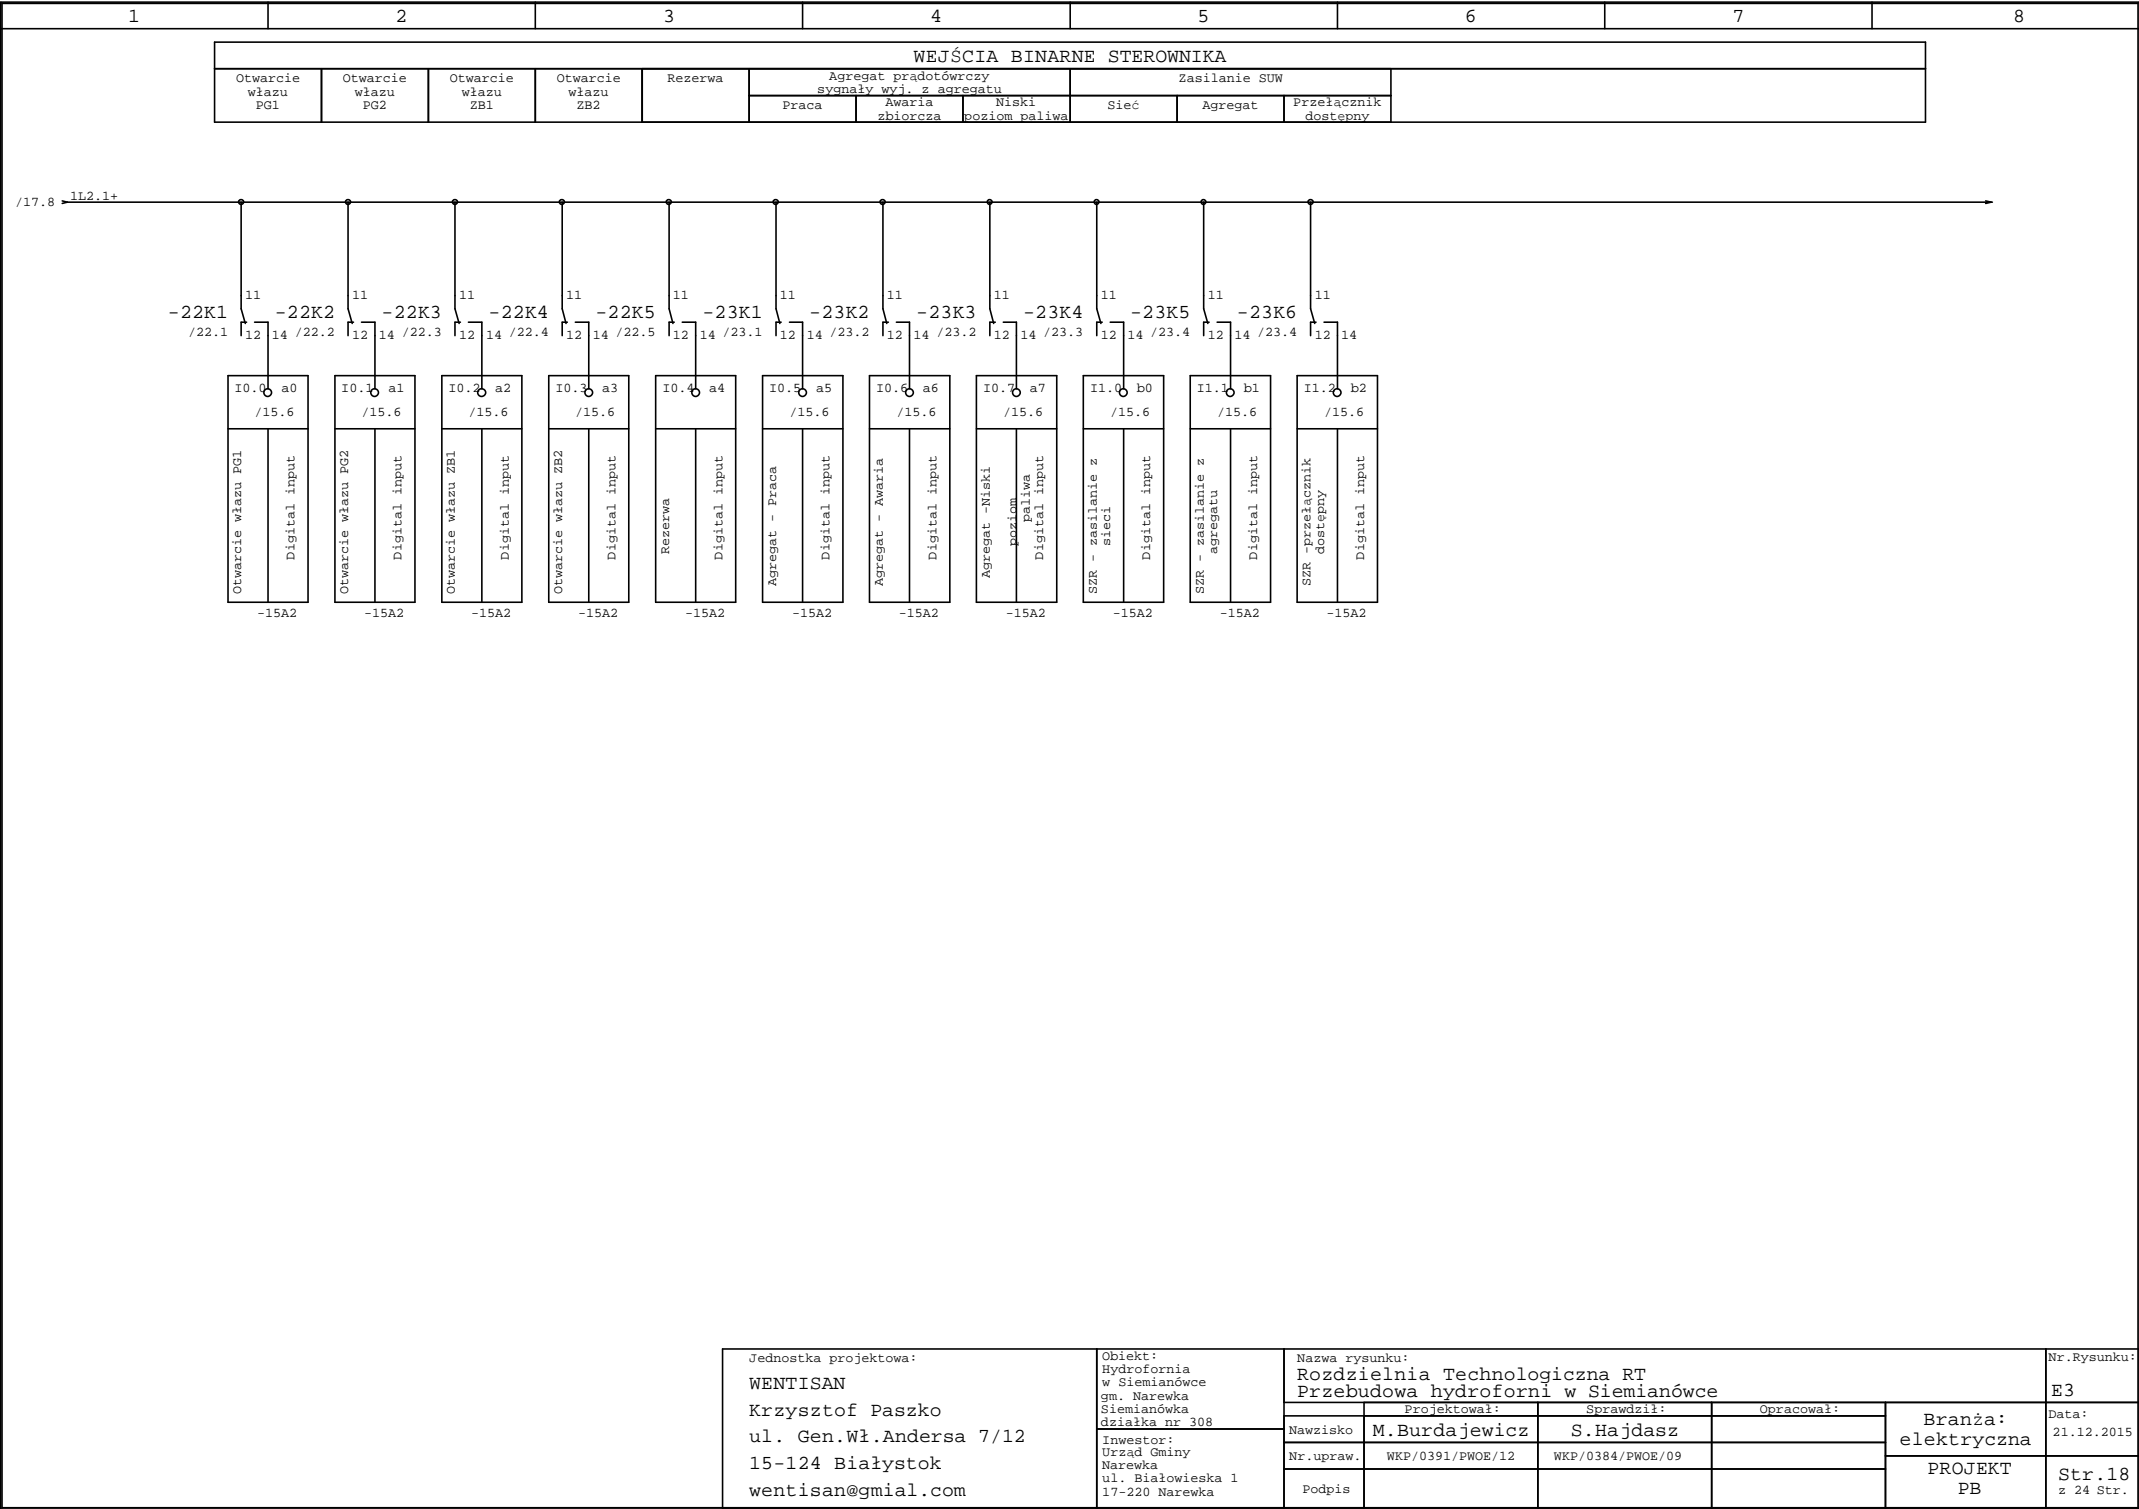 1 2 3 4 5 6 7 8
WEJŚCIA BINARNE STEROWNIKA
Otwarcie włazu PG1
Otwarcie włazu PG2
Otwarcie włazu ZB1
Otwarcie włazu ZB2
Rezerwa
Agregat prądotwórczy
sygnały wyj. z agregatu
Praca
Awaria zbiorcza
Niski poziom paliwa
Zasilanie SUW
Sieć
Agregat
Przełącznik dostępny
/17.8 1L2.1+
11 11 11 11 11 11 11 11 11 11 11
-22K1 -22K2 -22K3 -22K4 -22K5 -23K1 -23K2 -23K3 -23K4 -23K5 -23K6
/22.1 12 14 /22.2 12 14 /22.3 12 14 /22.4 12 14 /22.5 12 14 /23.1 12 14 /23.2 12 14 /23.2 12 14 /23.3 12 14 /23.4 12 14 /23.4 12 14
I0.0 a0 I0.1 a1 I0.2 a2 I0.3 a3 I0.4 a4 I0.5 a5 I0.6 a6 I0.7 a7 I1.0 b0 I1.1 b1 I1.2 b2
/15.6 /15.6 /15.6 /15.6 /15.6 /15.6 /15.6 /15.6 /15.6 /15.6 /15.6
Otwarcie włazu PG1
Digital input
Otwarcie włazu PG2
Digital input
Otwarcie włazu ZB1
Digital input
Otwarcie włazu ZB2
Digital input
Rezerwa
Digital input
Agregat - Praca
Digital input
Agregat - Awaria
Digital input
Agregat -Niski
poziom
paliwa
Digital input
SZR - zasilanie z
sieci
Digital input
SZR - zasilanie z
agregatu
Digital input
SZR -przełącznik
dostępny
Digital input
-15A2 -15A2 -15A2 -15A2 -15A2 -15A2 -15A2 -15A2 -15A2 -15A2 -15A2
Jednostka projektowa:
WENTISAN
Krzysztof Paszko
ul. Gen.Wł.Andersa 7/12
15-124 Białystok
wentisan@gmial.com
Obiekt:
Hydrofornia
w Siemianówce
gm. Narewka
Siemianówka
działka nr 308
Inwestor:
Urząd Gminy
Narewka
ul. Białowieska 1
17-220 Narewka
Nazwa rysunku:
Rozdzielnia Technologiczna RT
Przebudowa hydroforni w Siemianówce
Projektował: Sprawdził: Opracował:
Nawzisko M.Burdajewicz S.Hajdasz
Nr.upraw. WKP/0391/PWOE/12 WKP/0384/PWOE/09
Podpis
Branża:
elektryczna
PROJEKT
PB
Nr.Rysunku:
E3
Data:
21.12.2015
Str.18
z 24 Str.